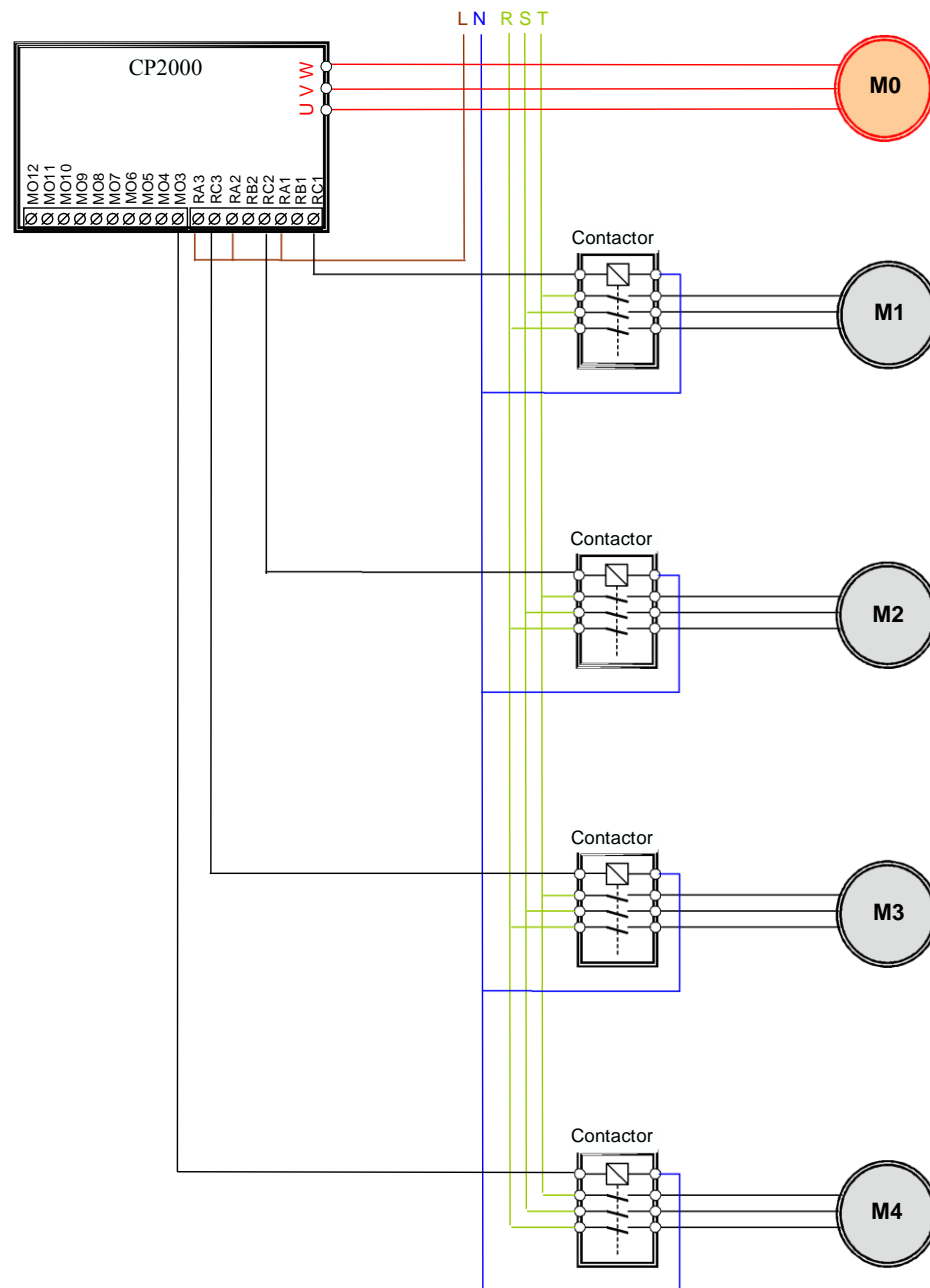 L N R S T
CP2000
U V W
M0
MO12
MO11
MO10
MO9
MO8
MO7
MO6
MO5
MO4
MO3
RA3
RC3
RA2
RB2
RC2
RA1
RB1
RC1
Contactor
M1
Contactor
M2
Contactor
M3
Contactor
M4